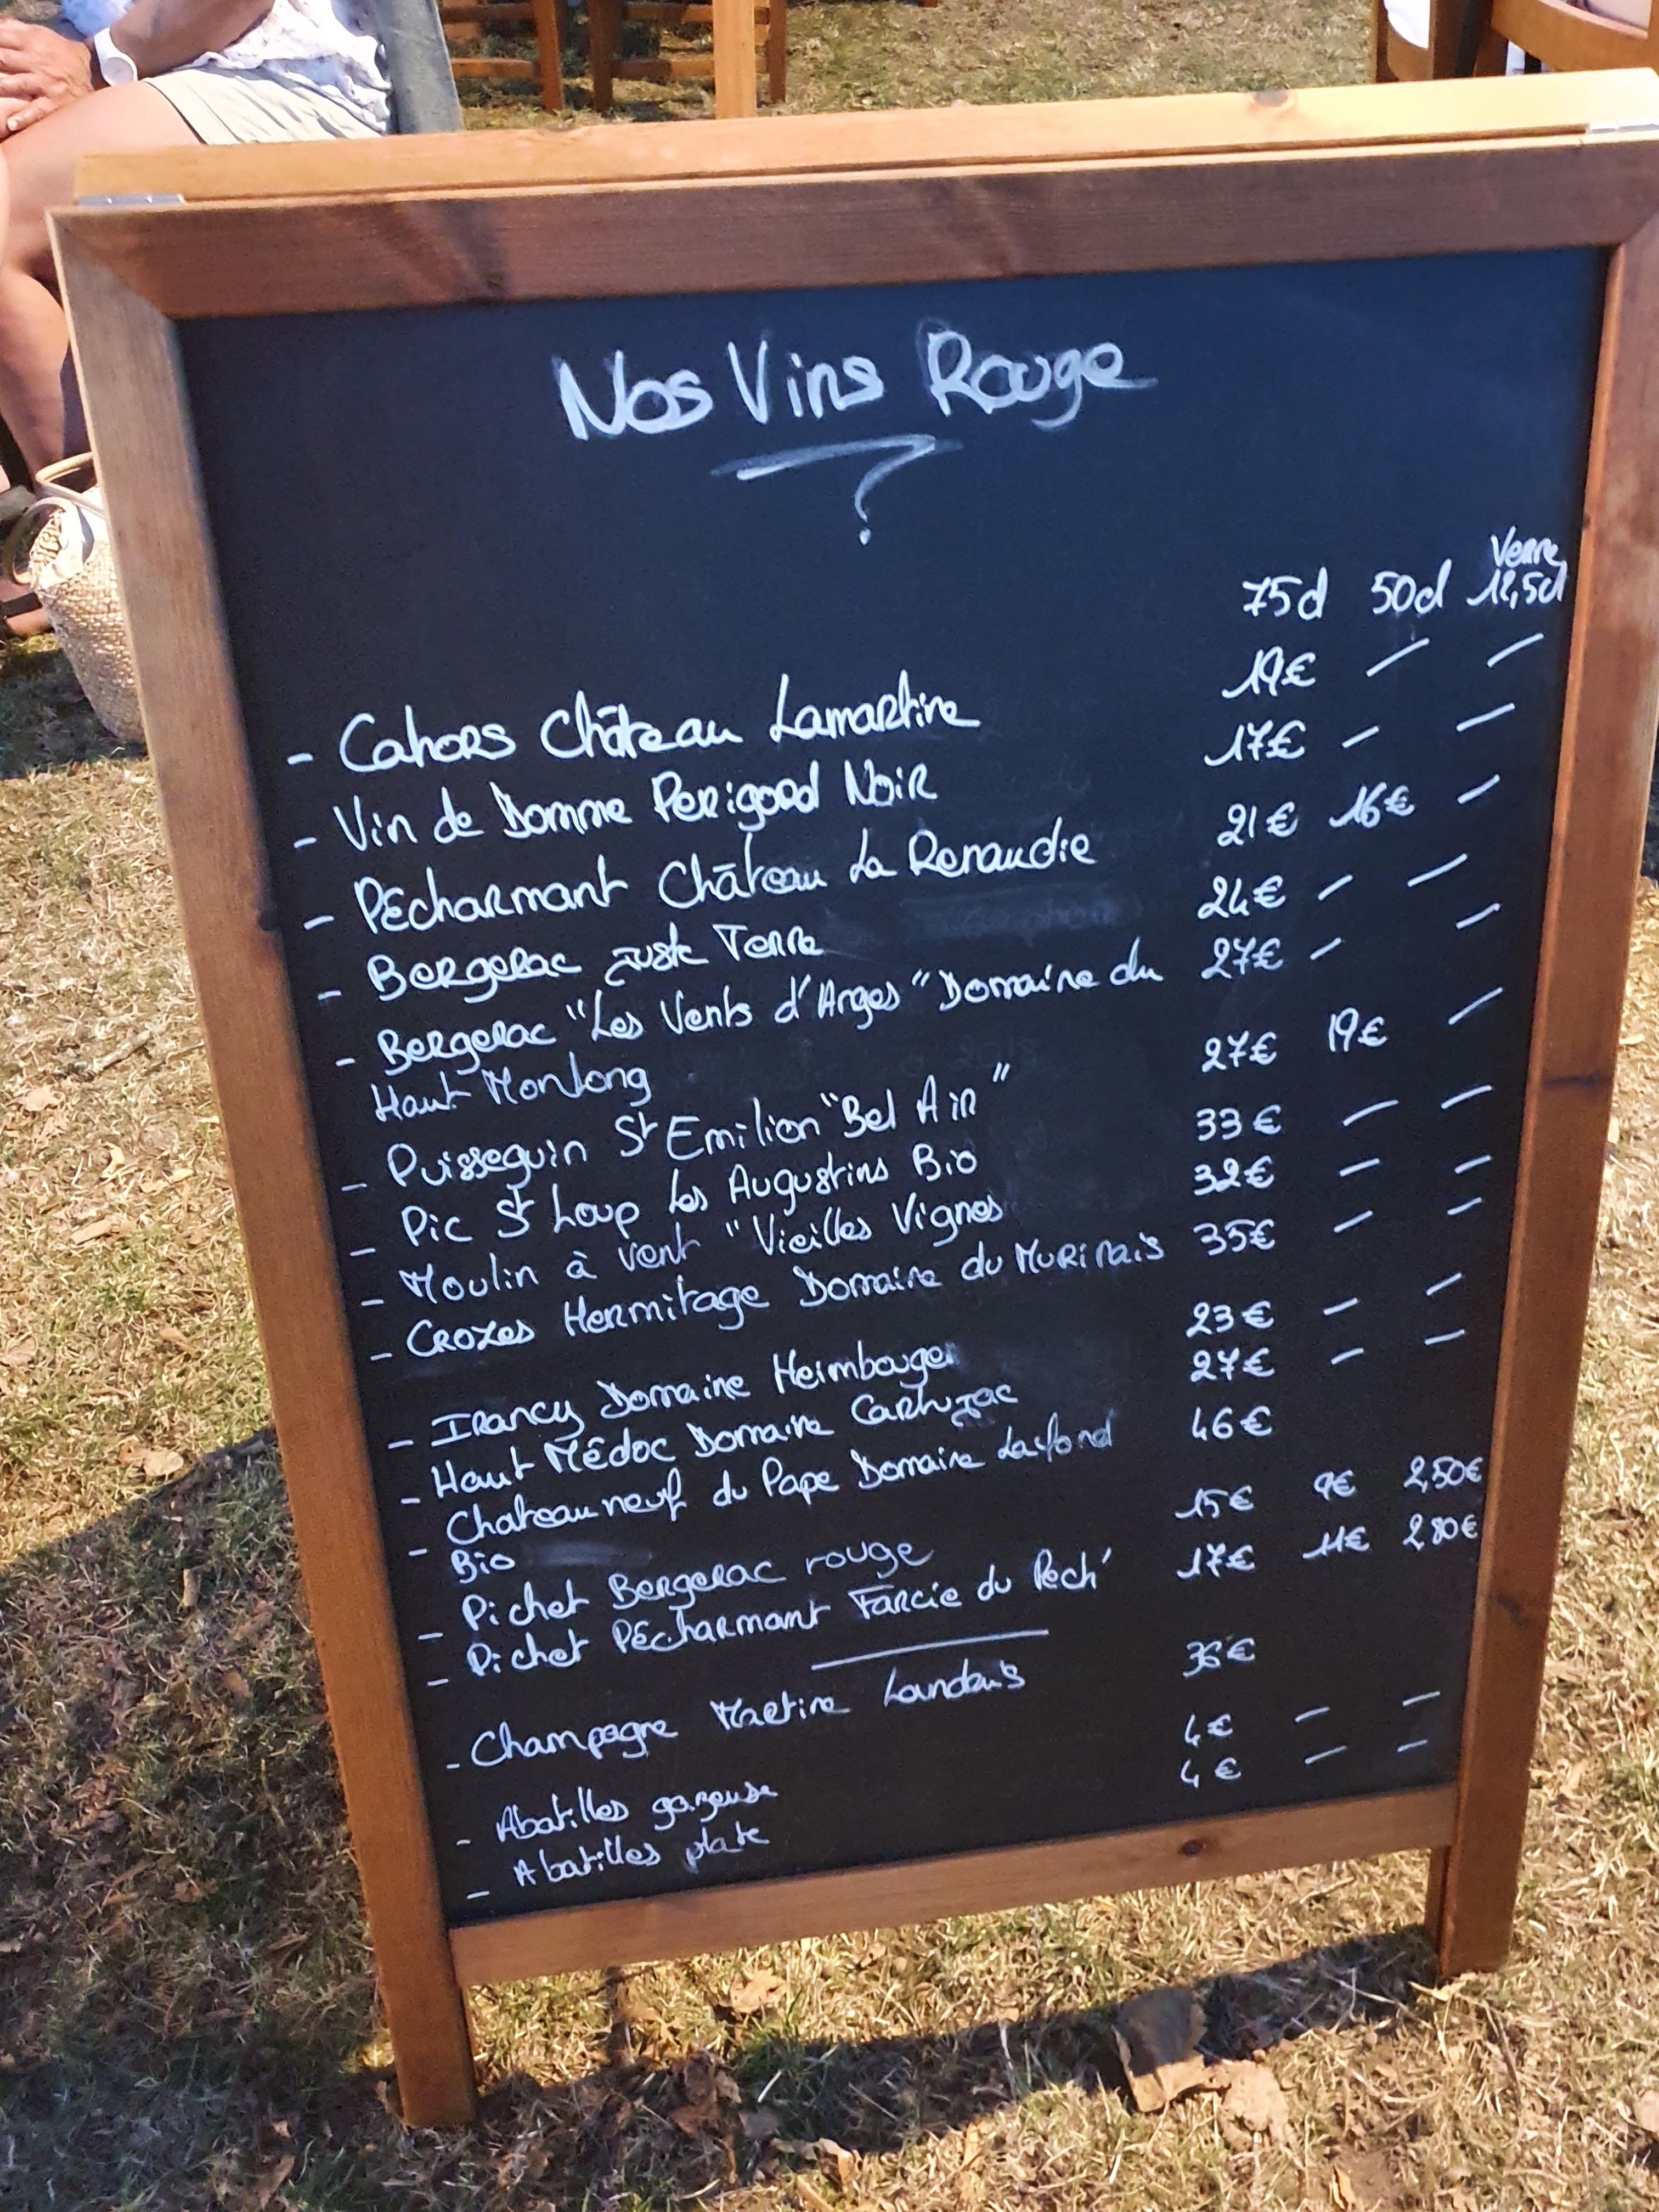 Nos Vins Rouge
?
Verre
75cl 50cl 12,5cl
- Cahors Château Lamartine 19€ — —
- Vin de Domme Perigord Noir 17€ — —
- Pécharmant Château La Renaudie 21€ 16€ —
- Bergerac juste Terre 24€ — —
- Bergerac "Les Vents d'Anges" Domaine du 27€ — —
Haut Monlong
- Puisseguin St Emilion "Bel Air" 27€ 19€ —
- Pic St Loup Les Augustins Bio 33€ — —
- Moulin à Vent "Vieilles Vignes 32€ — —
- Crozes Hermitage Domaine du Murinais 35€ — —
- Irancy Domaine Heimbourger 23€ — —
- Haut Médoc Domaine Cartujac 27€ — —
- Chateauneuf du Pape Domaine Lafond 46€
Bio
- Pichet Bergerac rouge 15€ 9€ 2,50€
- Pichet Pécharmant Farcie du Pech' 17€ 11€ 2 80€
- Champagne Martine Landais 36€
- Abatilles gazeuse 4€ — —
- Abatilles plate 4€ — —